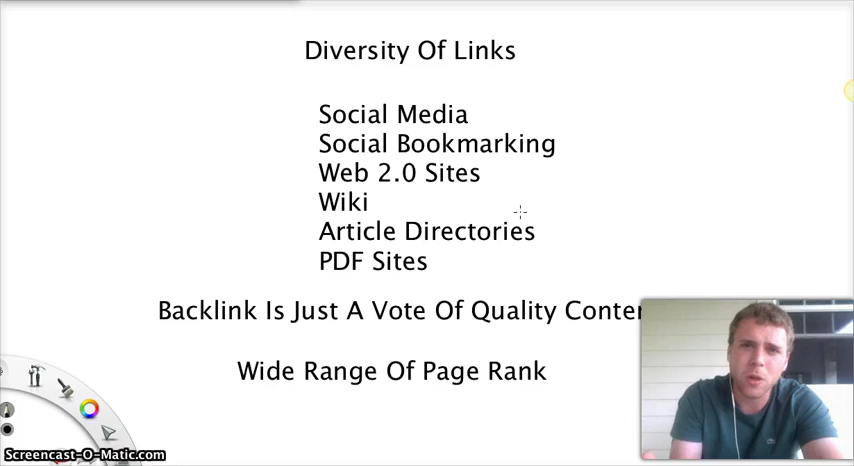 Diversity Of Links
Social Media
Social Bookmarking
Web 2.0 Sites
Wiki
Article Directories
PDF Sites
Backlink Is Just A Vote Of Quality Conten
Wide Range Of Page Rank
Screencast-O-Matic.com